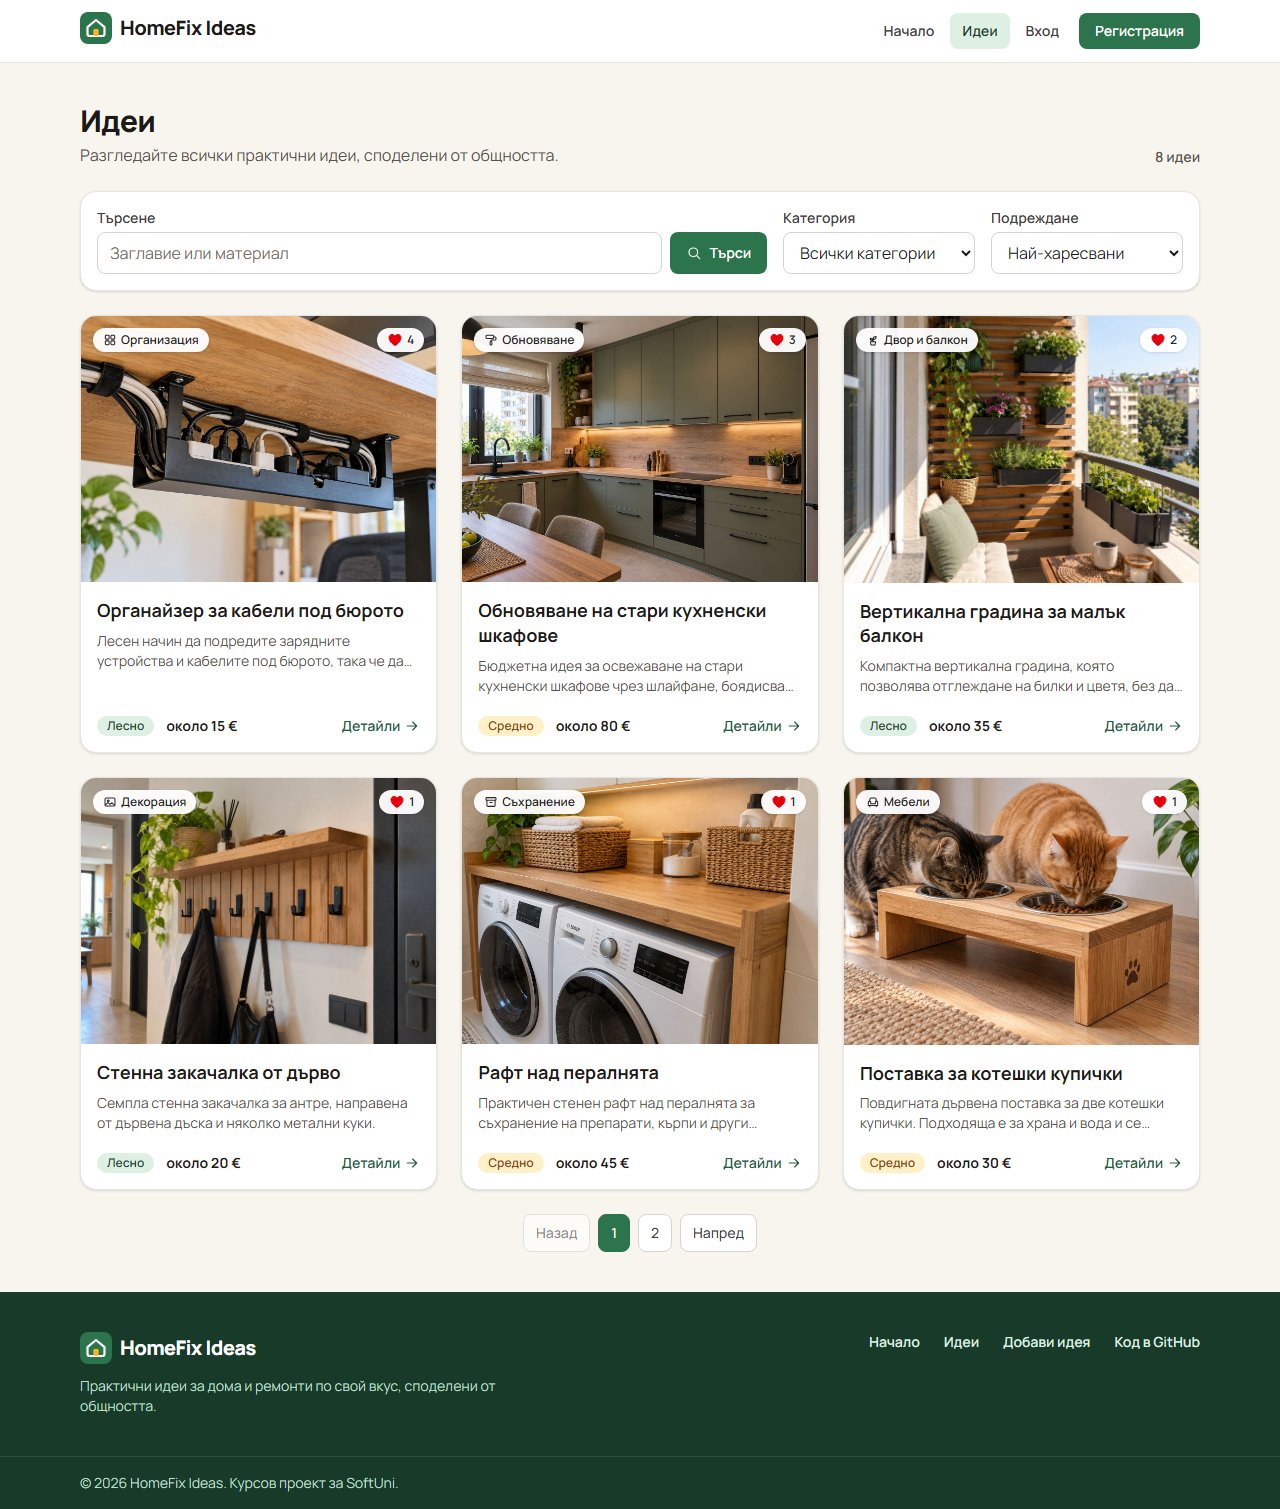 HomeFix Ideas
Начало
Идеи
Вход
Регистрация
Идеи
Разгледайте всички практични идеи, споделени от общността.
8 идеи
Търсене
Категория
Подреждане
Заглавие или материал
Търси
Всички категории
Най-харесвани
Организация
4
Органайзер за кабели под бюрото
Лесен начин да подредите зарядните
устройства и кабелите под бюрото, така че да...
Лесно
около 15 €
Детайли →
Обновяване
3
Обновяване на стари кухненски
шкафове
Бюджетна идея за освежаване на стари
кухненски шкафове чрез шлайфане, боядисва...
Средно
около 80 €
Детайли →
Двор и балкон
2
Вертикална градина за малък
балкон
Компактна вертикална градина, която
позволява отглеждане на билки и цветя, без да...
Лесно
около 35 €
Детайли →
Декорация
1
Стенна закачалка от дърво
Семпла стенна закачалка за антре, направена
от дървена дъска и няколко метални куки.
Лесно
около 20 €
Детайли →
Съхранение
1
Рафт над пералнята
Практичен стенен рафт над пералнята за
съхранение на препарати, кърпи и други...
Средно
около 45 €
Детайли →
Мебели
1
Поставка за котешки купички
Повдигната дървена поставка за две котешки
купички. Подходяща е за храна и вода и се...
Средно
около 30 €
Детайли →
Назад
1
2
Напред
HomeFix Ideas
Начало
Идеи
Добави идея
Код в GitHub
Практични идеи за дома и ремонти по свой вкус, споделени от
общността.
© 2026 HomeFix Ideas. Курсов проект за SoftUni.